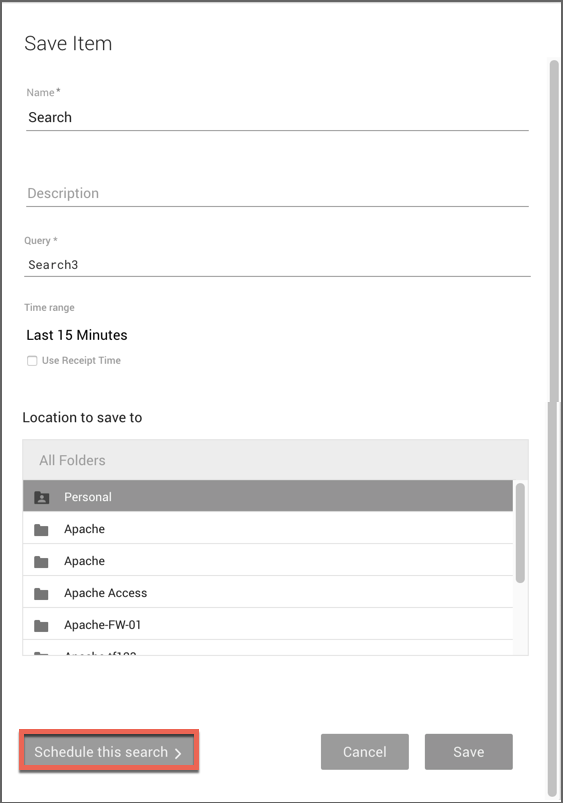 Save Item
Name *
Search
Description
Query *
Search3
Time range
Last 15 Minutes
Use Receipt Time
Location to save to
All Folders
Personal
Apache
Apache
Apache Access
Apache-FW-01
Schedule this search >
Cancel
Save